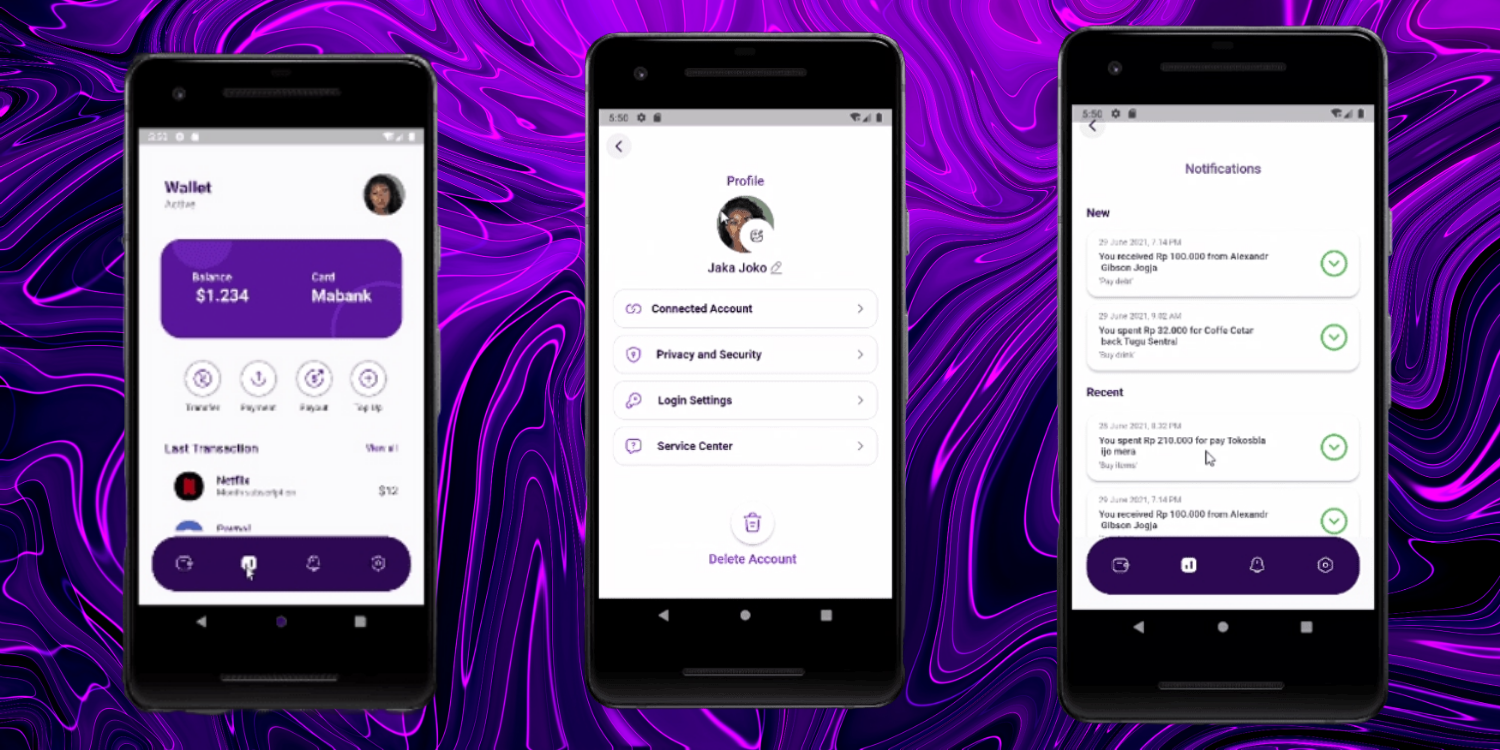 Wallet
Active
Balance
$1.234
Card
Mabank
Transfer
Payment
Payout
Top Up
Last Transaction
View all
Netflix
Month subscription
$12
5:50
Profile
Jaka Joko
Connected Account
Privacy and Security
Login Settings
Service Center
Delete Account
5:50
Notifications
New
29 June 2021, 7.14 PM
You received Rp 100.000 from Alexandr
Gibson Jogja
'Pay debt'
29 June 2021, 9.02 AM
You spent Rp 32.000 for Coffe Cetar
back Tugu Sentral
'Buy drink'
Recent
28 June 2021, 8.32 PM
You spent Rp 210.000 for pay Tokosbla
ijo mera
'Buy items'
29 June 2021, 7.14 PM
You received Rp 100.000 from Alexandr
Gibson Jogja